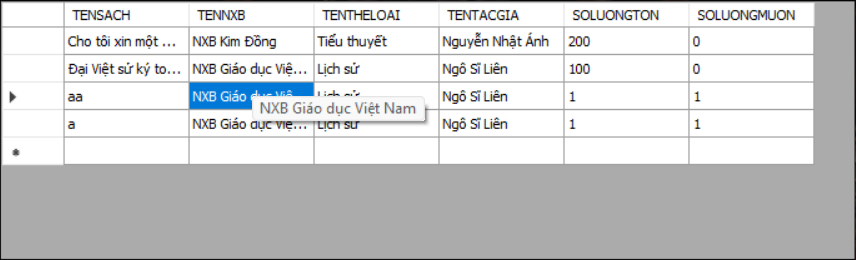 TENSACH TENNXB TENTHELOAI TENTACGIA SOLUONGTON SOLUONGMUON
Cho tôi xin một ... NXB Kim Đồng Tiểu thuyết Nguyễn Nhật Ánh 200 0
Đại Việt sử ký to... NXB Giáo dục Việ... Lịch sử Ngô Sĩ Liên 100 0
aa NXB Giáo dục Việ... Lịch sử Ngô Sĩ Liên 1 1
NXB Giáo dục Việt Nam
a NXB Giáo dục Việ... Lịch sử Ngô Sĩ Liên 1 1